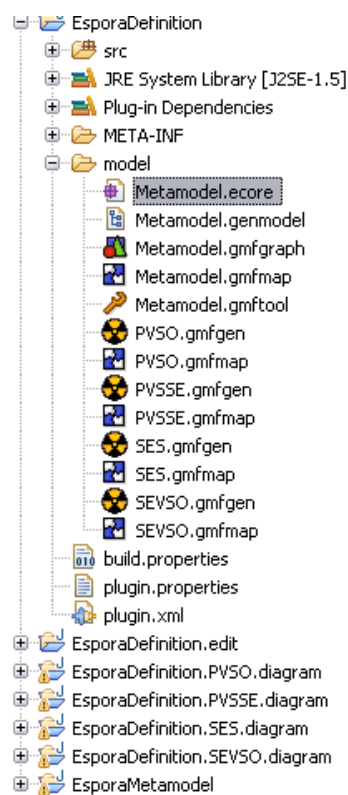 EsporaDefinition
src
JRE System Library [J2SE-1.5]
Plug-in Dependencies
META-INF
model
Metamodel.ecore
Metamodel.genmodel
Metamodel.gmfgraph
Metamodel.gmfmap
Metamodel.gmftool
PVSO.gmfgen
PVSO.gmfmap
PVSSE.gmfgen
PVSSE.gmfmap
SES.gmfgen
SES.gmfmap
SEVSO.gmfgen
SEVSO.gmfmap
build.properties
plugin.properties
plugin.xml
EsporaDefinition.edit
EsporaDefinition.PVSO.diagram
EsporaDefinition.PVSSE.diagram
EsporaDefinition.SES.diagram
EsporaDefinition.SEVSO.diagram
EsporaMetamodel